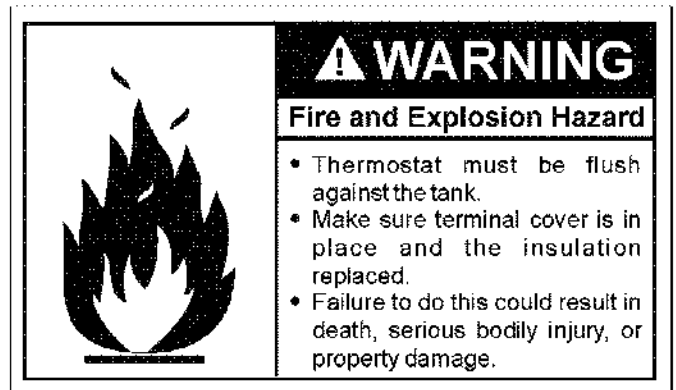 ⚠ WARNING
Fire and Explosion Hazard
• Thermostat must be flush
against the tank.
• Make sure terminal cover is in
place and the insulation
replaced.
• Failure to do this could result in
death, serious bodily injury, or
property damage.